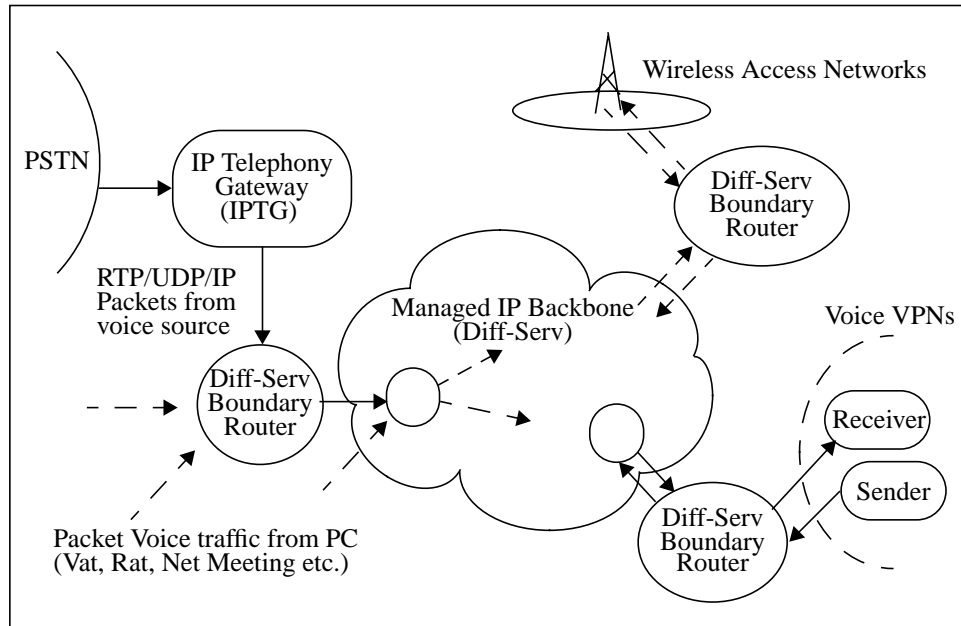 Wireless Access Networks
PSTN
IP Telephony
Gateway
(IPTG)
Diff-Serv
Boundary
Router
RTP/UDP/IP
Packets from
voice source
Managed IP Backbone
(Diff-Serv)
Voice VPNs
Diff-Serv
Boundary
Router
Receiver
Sender
Diff-Serv
Boundary
Router
Packet Voice traffic from PC
(Vat, Rat, Net Meeting etc.)